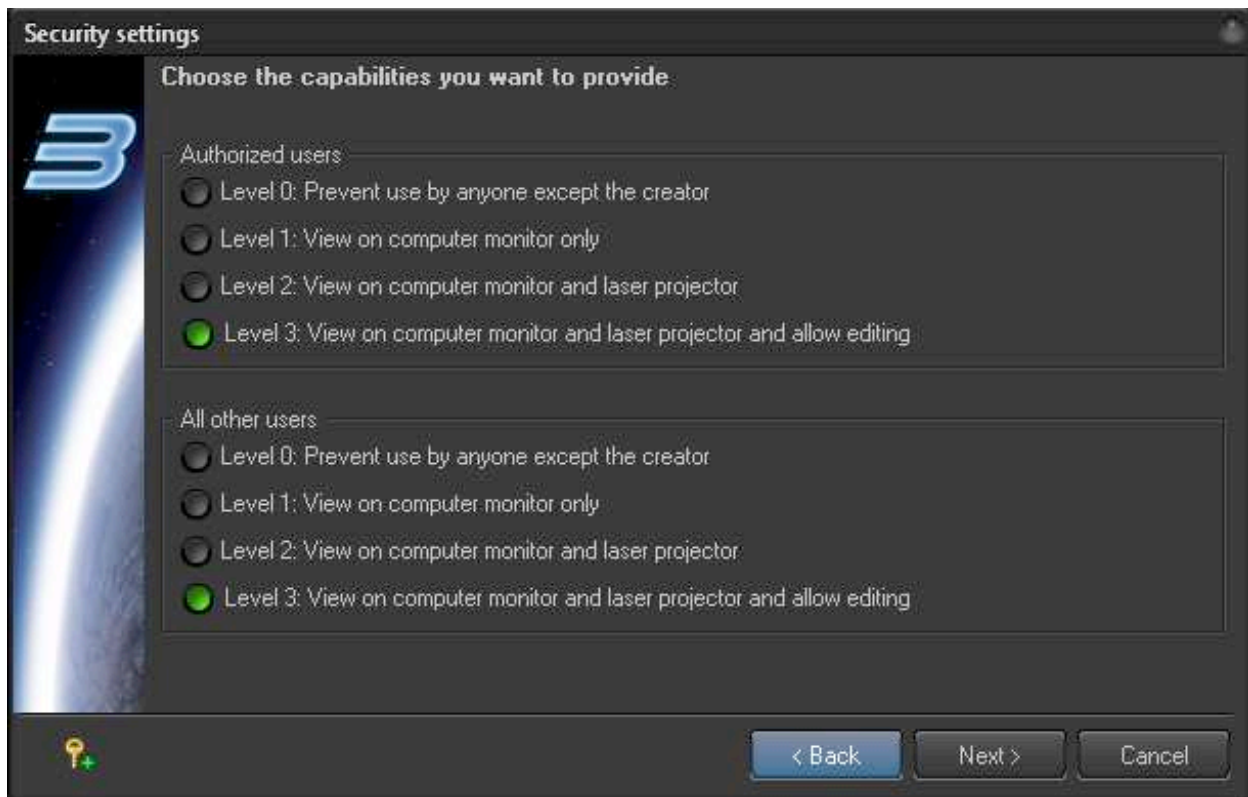 Security settings
Choose the capabilities you want to provide
3
Authorized users
Level 0: Prevent use by anyone except the creator
Level 1: View on computer monitor only
Level 2: View on computer monitor and laser projector
Level 3: View on computer monitor and laser projector and allow editing
All other users
Level 0: Prevent use by anyone except the creator
Level 1: View on computer monitor only
Level 2: View on computer monitor and laser projector
Level 3: View on computer monitor and laser projector and allow editing
< Back
Next >
Cancel